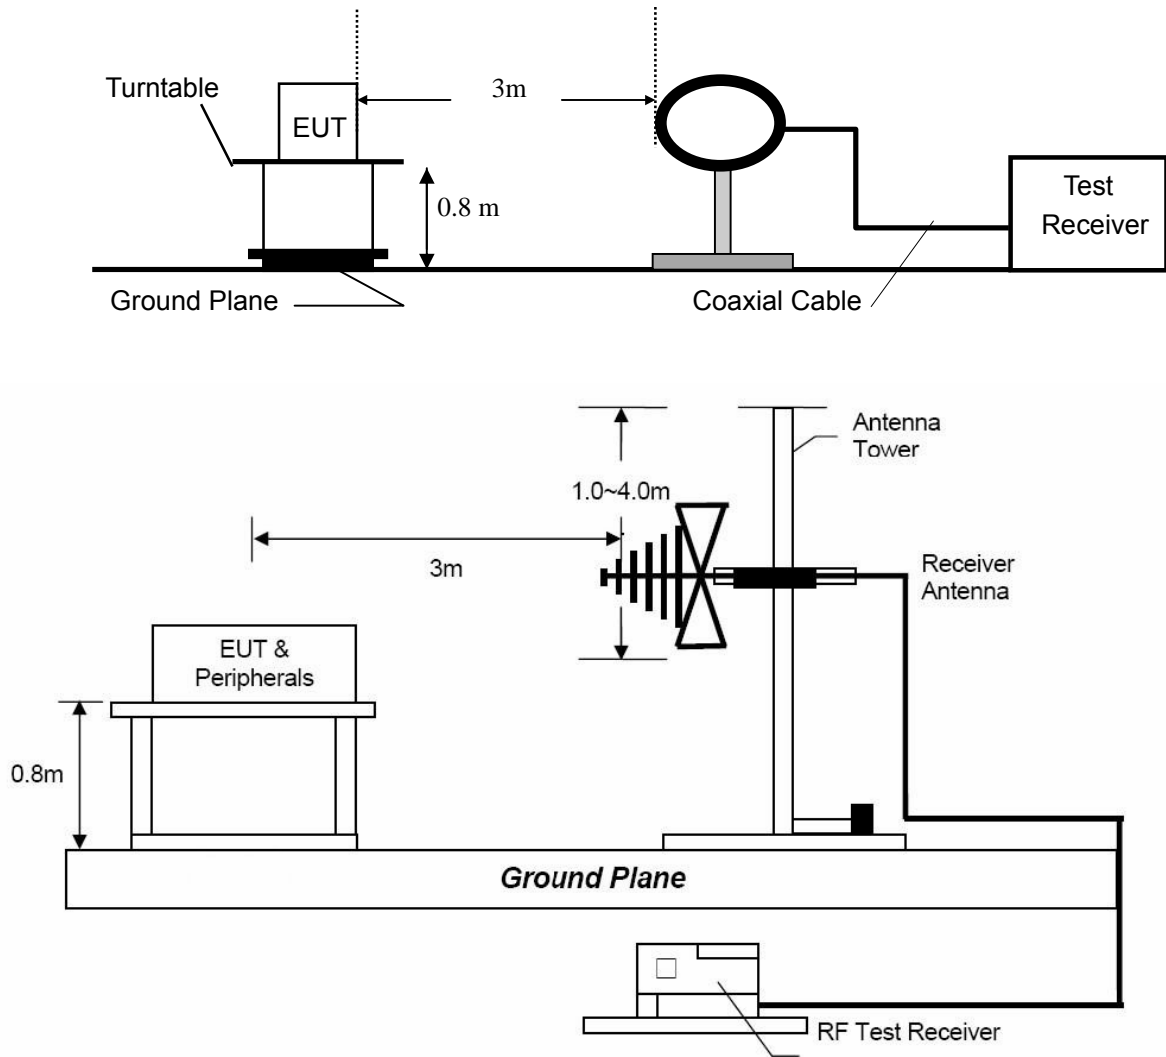 Turntable
3m
EUT
0.8 m
Test
Receiver
Ground Plane
Coaxial Cable
Antenna
Tower
1.0~4.0m
3m
Receiver
Antenna
EUT &
Peripherals
0.8m
Ground Plane
RF Test Receiver